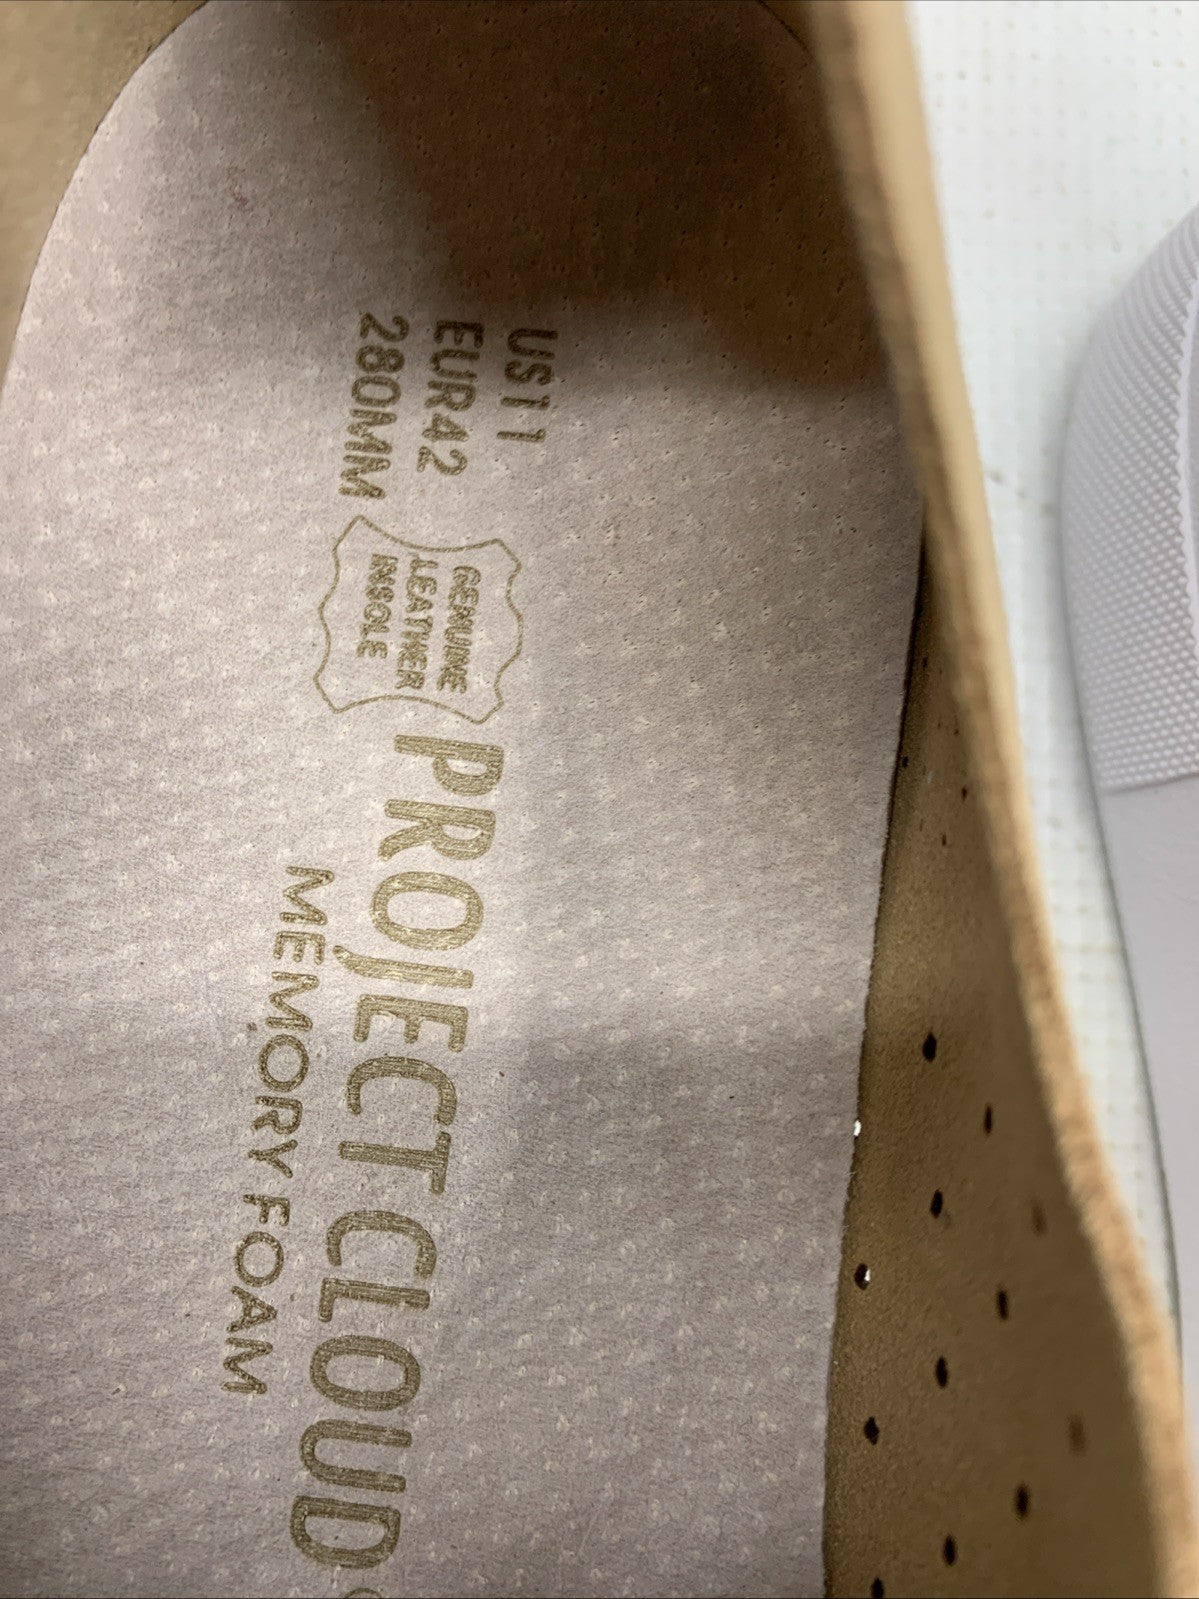 US11
EUR42
280MM
GENUINE
LEATHER
INSOLE
PROJECT CLOUD
MEMORY FOAM